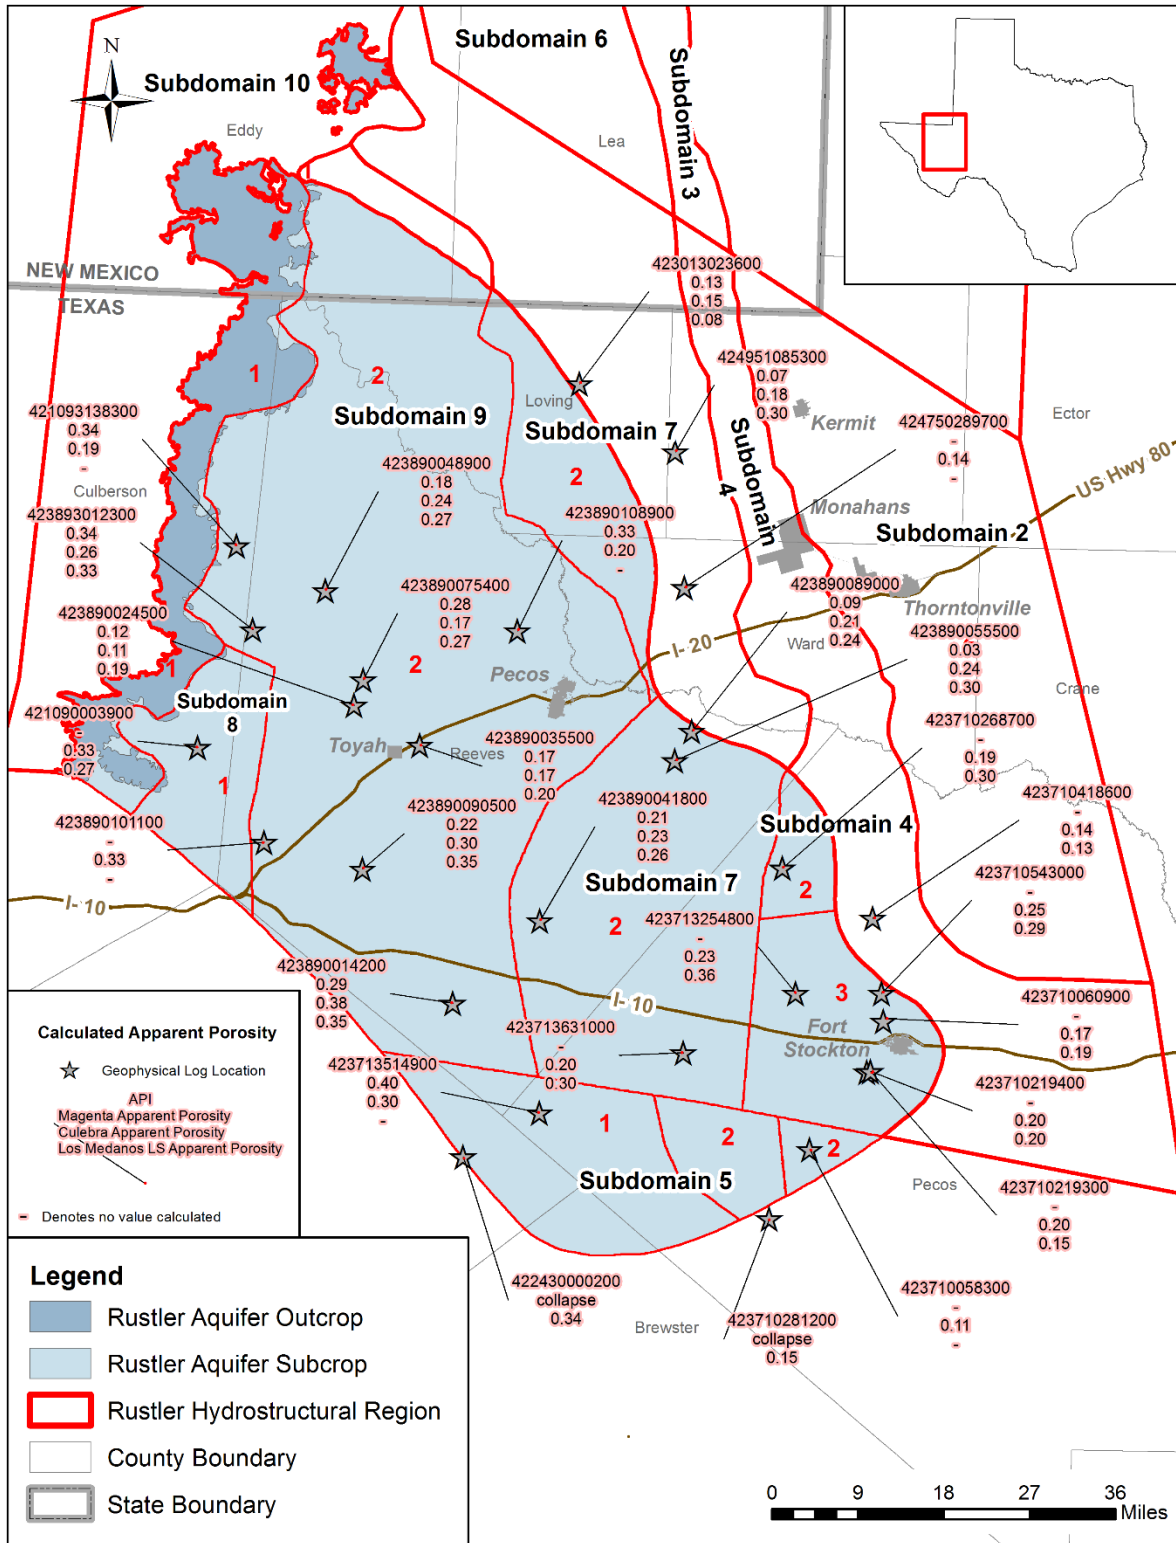 Subdomain 6
N
Subdomain 10
Subdomain 3
Eddy
Lea
NEW MEXICO
TEXAS
423013023600
0.13
0.15
0.08
424951085300
0.07
0.18
0.30
Kermit
Ector
1
2
Loving
Subdomain 9
Subdomain 7
2
421093138300
0.34
0.19
-
424750289700
-
0.14
-
US Hwy 80
Subdomain
4
423890048900
0.18
0.24
0.27
Culberson
423893012300
0.34
0.26
0.33
423890108900
0.33
0.20
-
Monahans
Subdomain 2
423890075400
0.28
0.17
0.27
423890089000
0.09
0.21
0.24
Thorntonville
423890024500
0.12
0.11
0.19
423890055500
0.03
0.24
0.30
I- 20
Ward
2
1
Pecos
Crane
Subdomain
8
421090003900
-
0.33
0.27
423710268700
-
0.19
0.30
Toyah
Reeves
423890035500
0.17
0.17
0.20
1
423890090500
0.22
0.30
0.35
423890041800
0.21
0.23
0.26
423710418600
-
0.14
0.13
423890101100
-
0.33
-
Subdomain 4
423710543000
-
0.25
0.29
Subdomain 7
2
2
I- 10
423713254800
-
0.23
0.36
423890014200
0.29
0.38
0.35
3
I- 10
423710060900
-
0.17
0.19
Fort
Stockton
423713631000
-
0.20
0.30
423713514900
0.40
0.30
-
423710219400
-
0.20
0.20
1
2
2
Subdomain 5
Pecos
423710219300
-
0.20
0.15
422430000200
collapse
0.34
423710281200
collapse
0.15
423710058300
-
0.11
-
Brewster
Calculated Apparent Porosity
Geophysical Log Location
API
Magenta Apparent Porosity
Culebra Apparent Porosity
Los Medanos LS Apparent Porosity
- Denotes no value calculated
Legend
Rustler Aquifer Outcrop
Rustler Aquifer Subcrop
Rustler Hydrostructural Region
County Boundary
State Boundary
0 9 18 27 36
Miles